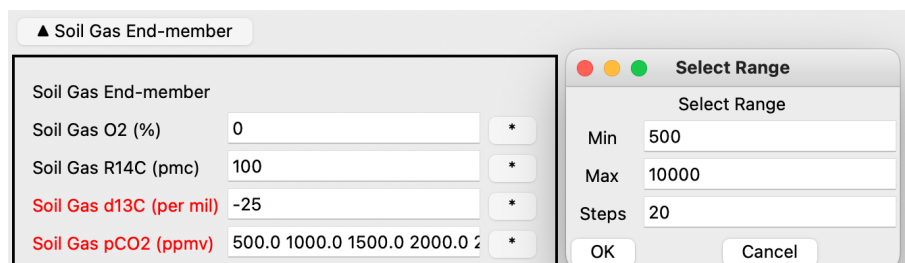 ▲ Soil Gas End-member
Soil Gas End-member
Soil Gas O2 (%) 0 *
Soil Gas R14C (pmc) 100 *
Soil Gas d13C (per mil) -25 *
Soil Gas pCO2 (ppmv) 500.0 1000.0 1500.0 2000.0 *
Select Range
Select Range
Min 500
Max 10000
Steps 20
OK Cancel